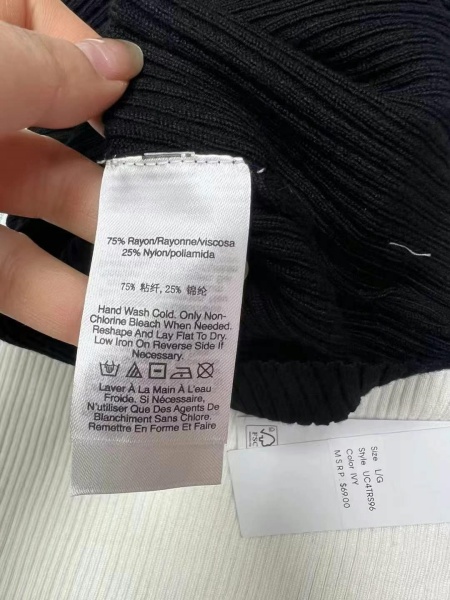 75% Rayon/Rayonne/viscosa
25% Nylon/poliamida
75% 粘纤,25% 锦纶
Hand Wash Cold. Only Non-
Chlorine Bleach When Needed.
Reshape And Lay Flat To Dry.
Low Iron On Reverse Side If
Necessary.
Laver À La Main À L'eau
Froide. Si Nécessaire,
N'utiliser Que Des Agents De
Blanchiment Sans Chlore.
Remettre En Forme Et Faire
FSC
Size L/G
Style UC4TRS96
Color IVY
M.S.R.P. $69.00